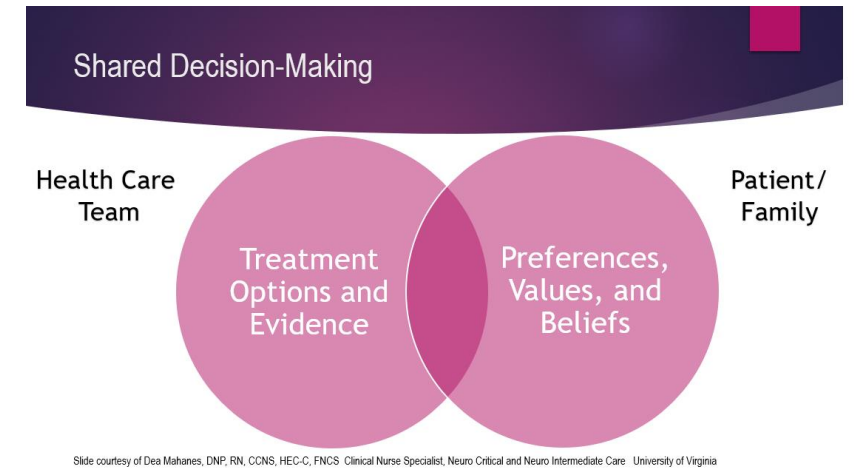 Shared Decision-Making
Health Care
Team
Treatment
Options and
Evidence
Preferences,
Values, and
Beliefs
Patient/
Family
Slide courtesy of Dea Mahanes, DNP, RN, CCNS, HEC-C, FNCS Clinical Nurse Specialist, Neuro Critical and Neuro Intermediate Care University of Virginia